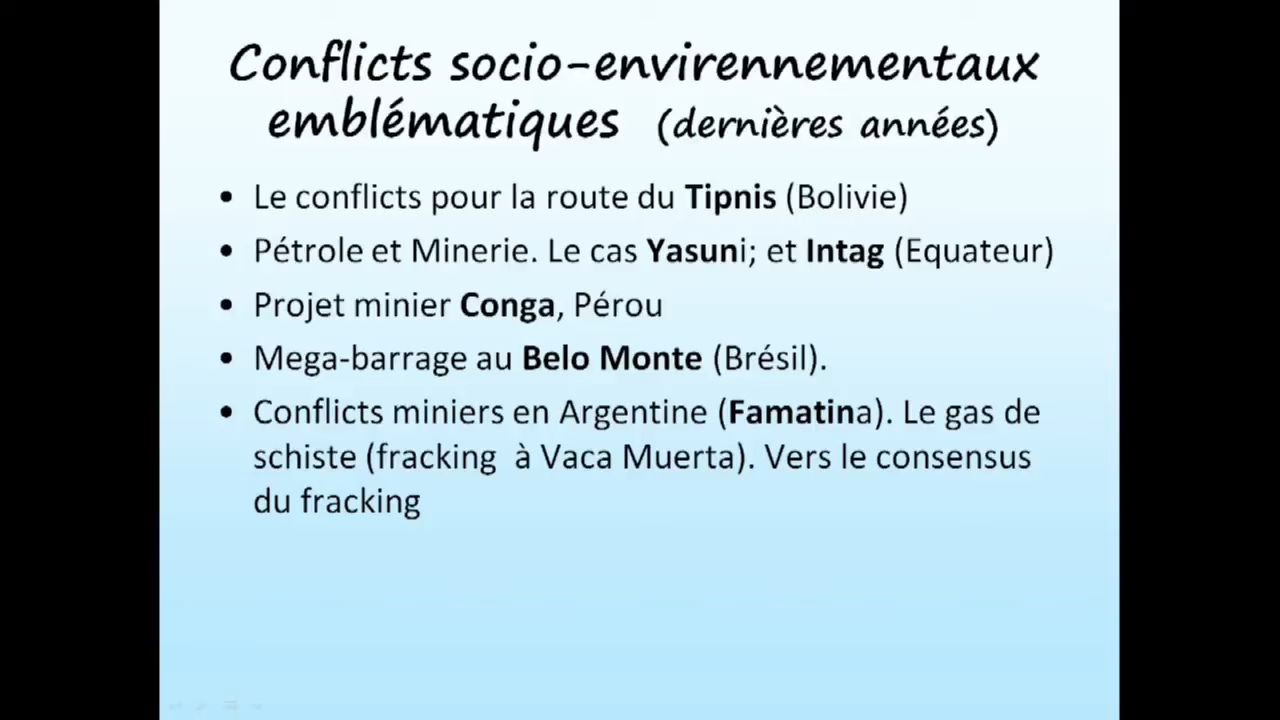 Conflicts socio-envirennementaux
emblématiques (dernières années)
• Le conflicts pour la route du Tipnis (Bolivie)
• Pétrole et Minerie. Le cas Yasuni; et Intag (Equateur)
• Projet minier Conga, Pérou
• Mega-barrage au Belo Monte (Brésil).
• Conflicts miniers en Argentine (Famatina). Le gas de
schiste (fracking à Vaca Muerta). Vers le consensus
du fracking